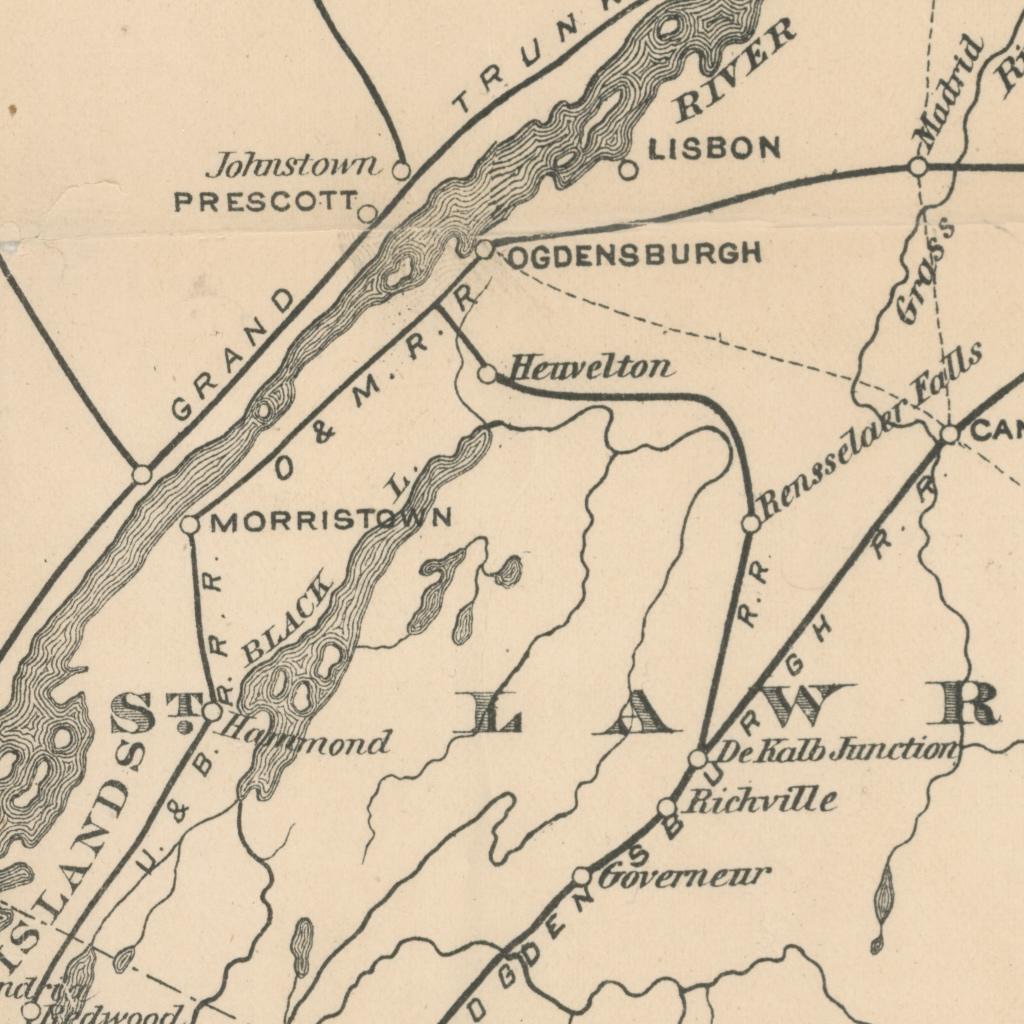 TRUNK
RIVER
Madrid
Johnstown
LISBON
PRESCOTT
OGDENSBURGH
Grass
GRAND
O & M. R. R
Heuvelton
Rensselaer Falls
CAN
MORRISTOWN
BLACK L.
R. R
R. R.
ST. LAWR
Hammond
De Kalb Junction
Richville
Governeur
OGDENSBURGH R. R.
U. & B. R. R. R.
ISLANDS
Redwood